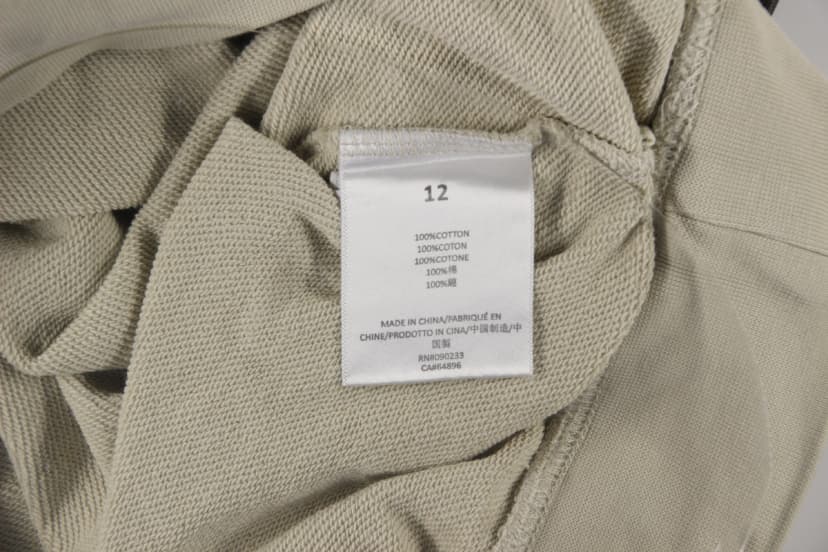 12
100%COTTON
100%COTON
100%COTONE
100%棉
100%
MADE IN CHINA/FABRIQUÉ EN
CHINE/PRODOTTO IN CINA/中国制造/中
国製
RN#090233
CA#64896